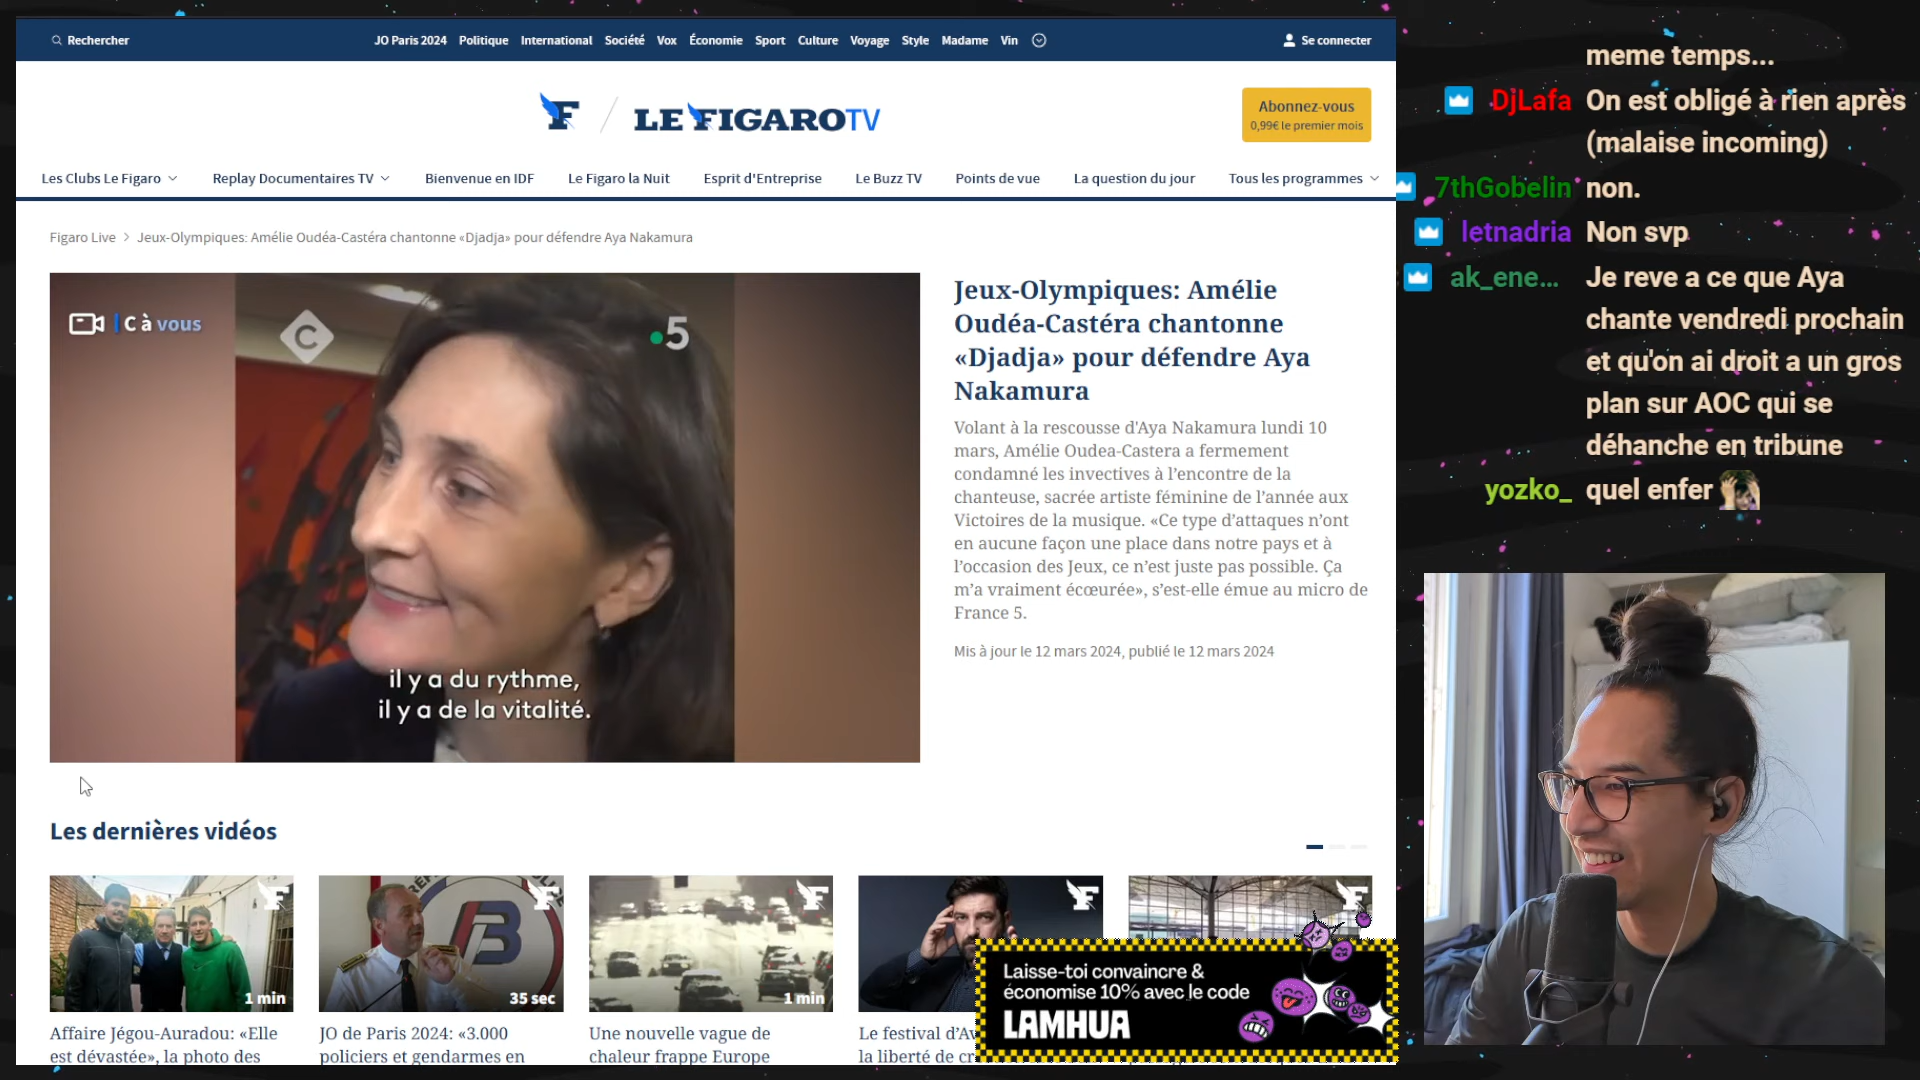 Rechercher
JO Paris 2024 Politique International Société Vox Économie Sport Culture Voyage Style Madame Vin
Se connecter
F / LE FIGARO TV
Abonnez-vous
0,99€ le premier mois
Les Clubs Le Figaro Replay Documentaires TV Bienvenue en IDF Le Figaro la Nuit Esprit d'Entreprise Le Buzz TV Points de vue La question du jour Tous les programmes
Figaro Live > Jeux-Olympiques: Amélie Oudéa-Castéra chantonne «Djadja» pour défendre Aya Nakamura
C à vous
C
5
il y a du rythme,
il y a de la vitalité.
Jeux-Olympiques: Amélie
Oudéa-Castéra chantonne
«Djadja» pour défendre Aya
Nakamura
Volant à la rescousse d'Aya Nakamura lundi 10
mars, Amélie Oudea-Castera a fermement
condamné les invectives à l’encontre de la
chanteuse, sacrée artiste féminine de l’année aux
Victoires de la musique. «Ce type d’attaques n’ont
en aucune façon une place dans notre pays et à
l’occasion des Jeux, ce n’est juste pas possible. Ça
m’a vraiment écœurée», s’est-elle émue au micro de
France 5.
Mis à jour le 12 mars 2024, publié le 12 mars 2024
Les dernières vidéos
1 min
35 sec
1 min
Affaire Jégou-Auradou: «Elle
est dévastée», la photo des
JO de Paris 2024: «3.000
policiers et gendarmes en
Une nouvelle vague de
chaleur frappe Europe
Le festival
la liberté de
Laisse-toi convaincre &
économise 10% avec le code
LAMHUA
meme temps...
DjLafa On est obligé à rien après
(malaise incoming)
7thGobelin non.
letnadria Non svp
ak_ene... Je reve a ce que Aya
chante vendredi prochain
et qu'on ai droit a un gros
plan sur AOC qui se
déhanche en tribune
yozko_ quel enfer